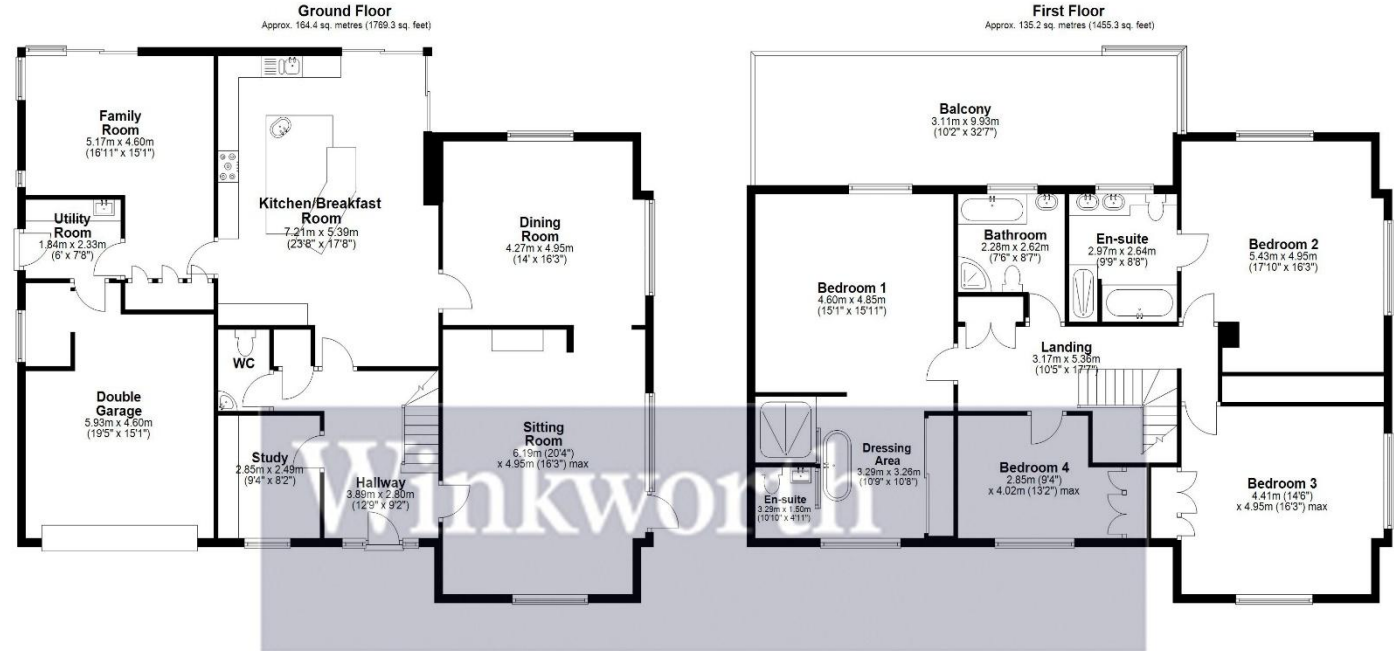 Ground Floor
Approx. 164.4 sq. metres (1769.3 sq. feet)
Family
Room
5.17m x 4.60m
(16'11" x 15'1")
Utility
Room
1.84m x 2.33m
(6' x 7'8")
Kitchen/Breakfast
Room
7.21m x 5.39m
(23'8" x 17'8")
Dining
Room
4.27m x 4.95m
(14' x 16'3")
WC
Double
Garage
5.93m x 4.60m
(19'5" x 15'1")
Study
2.85m x 2.49m
(9'4" x 8'2")
Hallway
3.89m x 2.80m
(12'9" x 9'2")
Sitting
Room
6.19m (20'4")
x 4.95m (16'3") max
First Floor
Approx. 135.2 sq. metres (1455.3 sq. feet)
Balcony
3.11m x 9.93m
(10'2" x 32'7")
Bedroom 1
4.60m x 4.85m
(15'1" x 15'11")
Bathroom
2.28m x 2.62m
(7'6" x 8'7")
En-suite
2.97m x 2.64m
(9'9" x 8'8")
Bedroom 2
5.43m x 4.95m
(17'10" x 16'3")
Landing
3.17m x 5.36m
(10'5" x 17'7")
Dressing
Area
3.29m x 3.26m
(10'9" x 10'8")
En-suite
3.29m x 1.50m
(10'10" x 4'11")
Bedroom 4
2.85m (9'4")
x 4.02m (13'2") max
Bedroom 3
4.41m (14'6")
x 4.95m (16'3") max
Winkworth